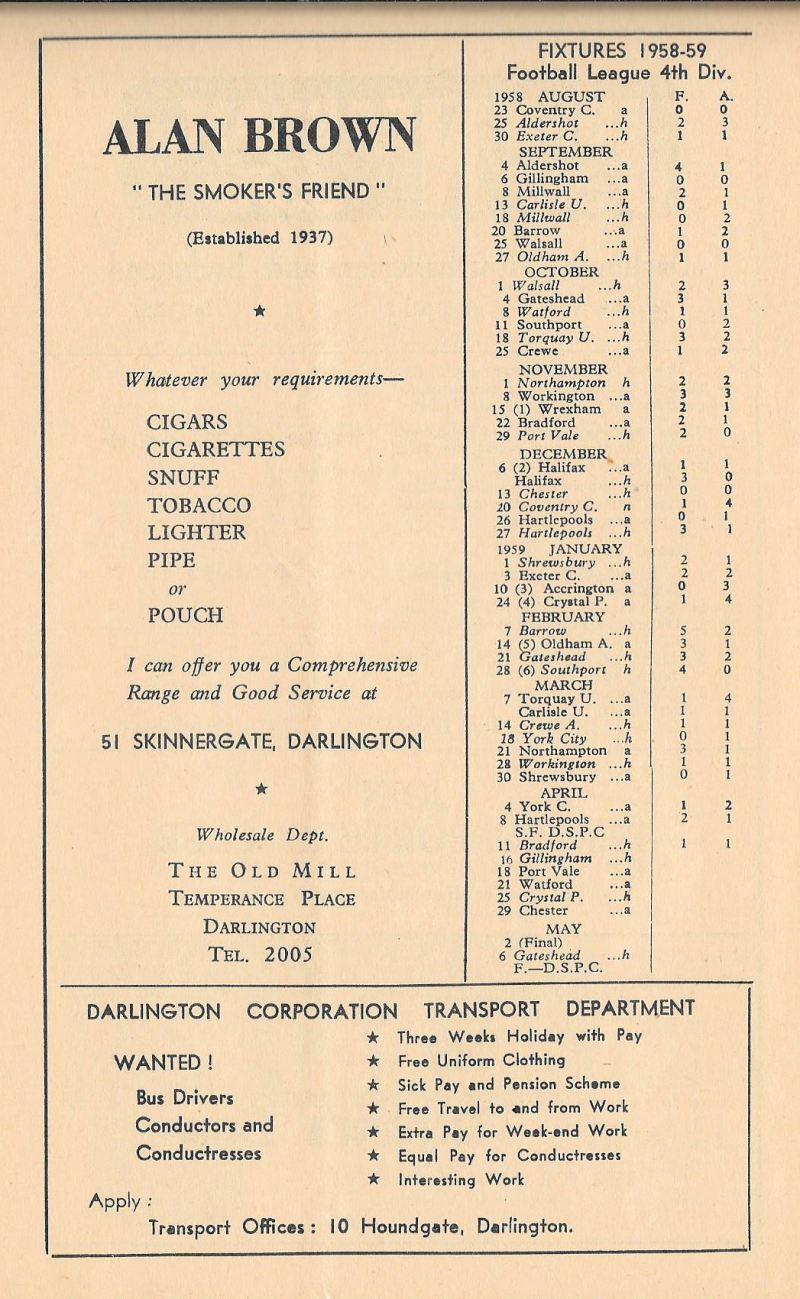 ALAN BROWN
" THE SMOKER'S FRIEND "
(Established 1937)
★
Whatever your requirements—
CIGARS
CIGARETTES
SNUFF
TOBACCO
LIGHTER
PIPE
or
POUCH
I can offer you a Comprehensive
Range and Good Service at
51 SKINNERGATE, DARLINGTON
★
Wholesale Dept.
THE OLD MILL
TEMPERANCE PLACE
DARLINGTON
TEL. 2005
FIXTURES 1958-59
Football League 4th Div.
1958 AUGUST F. A.
23 Coventry C. a 0 0
25 Aldershot ...h 2 3
30 Exeter C. ...h 1 1
SEPTEMBER
4 Aldershot ...a 4 1
6 Gillingham ...a 0 0
8 Millwall ...a 2 1
13 Carlisle U. ...h 0 1
18 Millwall ...h 0 2
20 Barrow ...a 1 2
25 Walsall ...a 0 0
27 Oldham A. ...h 1 1
OCTOBER
1 Walsall ...h 2 3
4 Gateshead ...a 3 1
8 Watford ...h 1 1
11 Southport ...a 0 2
18 Torquay U. ...h 3 2
25 Crewe ...a 1 2
NOVEMBER
1 Northampton h 2 2
8 Workington ...a 3 3
15 (1) Wrexham a 2 1
22 Bradford ...a 2 1
29 Port Vale ...h 2 0
DECEMBER
6 (2) Halifax ...a 1 1
Halifax ...h 3 0
13 Chester ...h 0 0
20 Coventry C. n 1 4
26 Hartlepools ...a 0 1
27 Hartlepools ...h 3 1
1959 JANUARY
1 Shrewsbury ...h 2 1
3 Exeter C. ...a 2 2
10 (3) Accrington a 0 3
24 (4) Crystal P. a 1 4
FEBRUARY
7 Barrow ...h 5 2
14 (5) Oldham A. a 3 1
21 Gateshead ...h 3 2
28 (6) Southport h 4 0
MARCH
7 Torquay U. ...a 1 4
Carlisle U. ...a 1 1
14 Crewe A. ...h 1 1
18 York City ...h 0 1
21 Northampton a 3 1
28 Workington ...h 1 1
30 Shrewsbury ...a 0 1
APRIL
4 York C. ...a 1 2
8 Hartlepools ...a 2 1
S.F. D.S.P.C
11 Bradford ...h 1 1
16 Gillingham ...h
18 Port Vale ...a
21 Watford ...a
25 Crystal P. ...h
29 Chester ...a
MAY
2 (Final)
6 Gateshead ...h
F.—D.S.P.C.
DARLINGTON CORPORATION TRANSPORT DEPARTMENT
WANTED !
Bus Drivers
Conductors and
Conductresses
★ Three Weeks Holiday with Pay
★ Free Uniform Clothing
★ Sick Pay and Pension Scheme
★ Free Travel to and from Work
★ Extra Pay for Week-end Work
★ Equal Pay for Conductresses
★ Interesting Work
Apply :
Transport Offices : 10 Houndgate, Darlington.